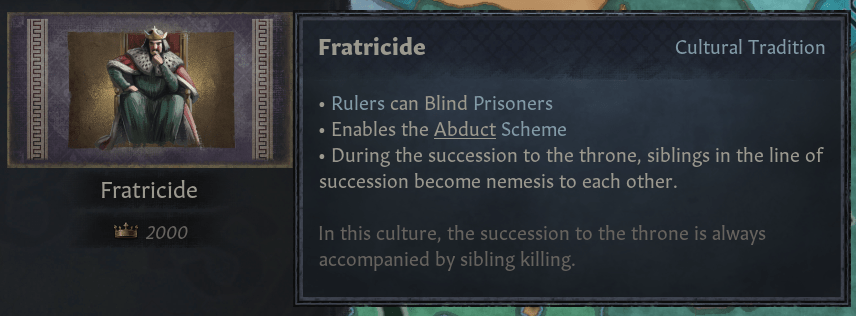 Fratricide
2000
Fratricide
Cultural Tradition
• Rulers can Blind Prisoners
• Enables the Abduct Scheme
• During the succession to the throne, siblings in the line of
succession become nemesis to each other.
In this culture, the succession to the throne is always
accompanied by sibling killing.